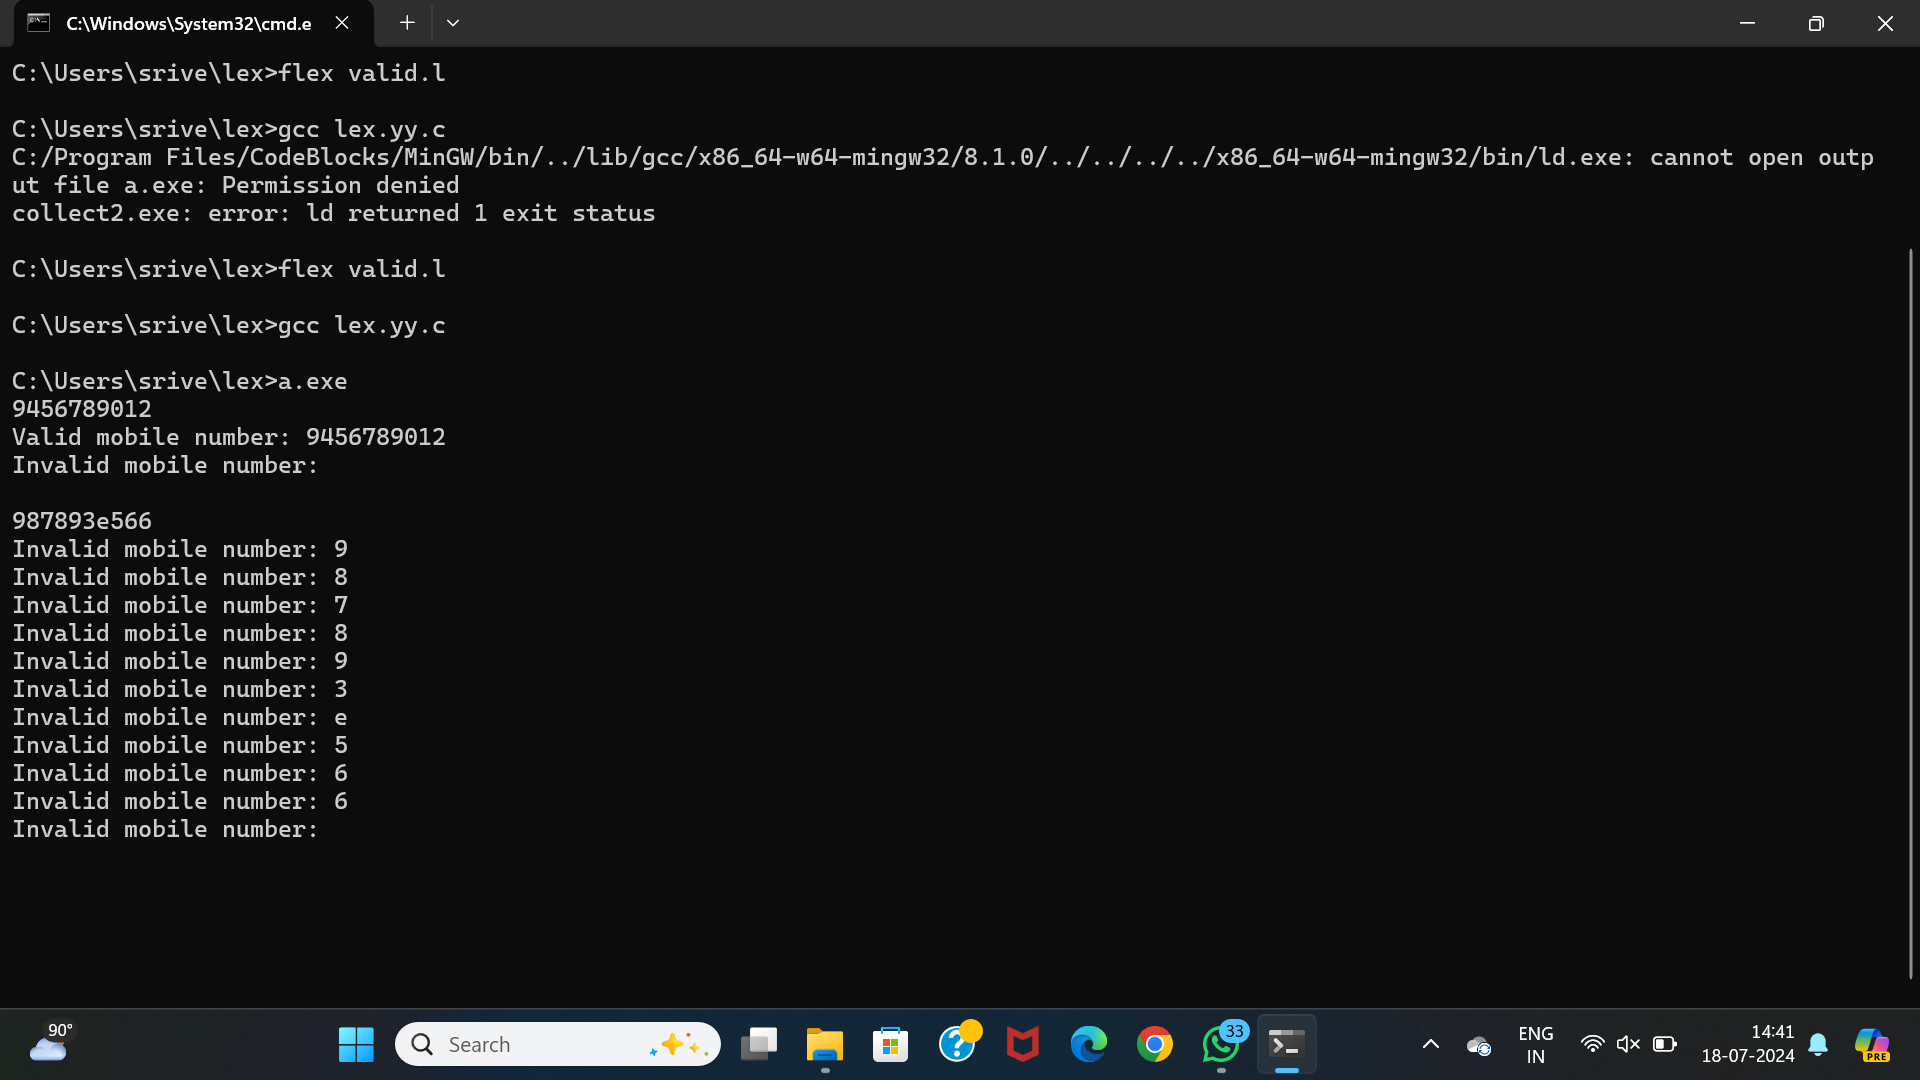 C:\Windows\System32\cmd.e
C:\Users\srive\lex>flex valid.l
C:\Users\srive\lex>gcc lex.yy.c
C:/Program Files/CodeBlocks/MinGW/bin/../lib/gcc/x86_64-w64-mingw32/8.1.0/../../../../x86_64-w64-mingw32/bin/ld.exe: cannot open outp
ut file a.exe: Permission denied
collect2.exe: error: ld returned 1 exit status
C:\Users\srive\lex>flex valid.l
C:\Users\srive\lex>gcc lex.yy.c
C:\Users\srive\lex>a.exe
9456789012
Valid mobile number: 9456789012
Invalid mobile number:
987893e566
Invalid mobile number: 9
Invalid mobile number: 8
Invalid mobile number: 7
Invalid mobile number: 8
Invalid mobile number: 9
Invalid mobile number: 3
Invalid mobile number: e
Invalid mobile number: 5
Invalid mobile number: 6
Invalid mobile number: 6
Invalid mobile number:
90°
Search
33
ENG
IN
14:41
18-07-2024
PRE